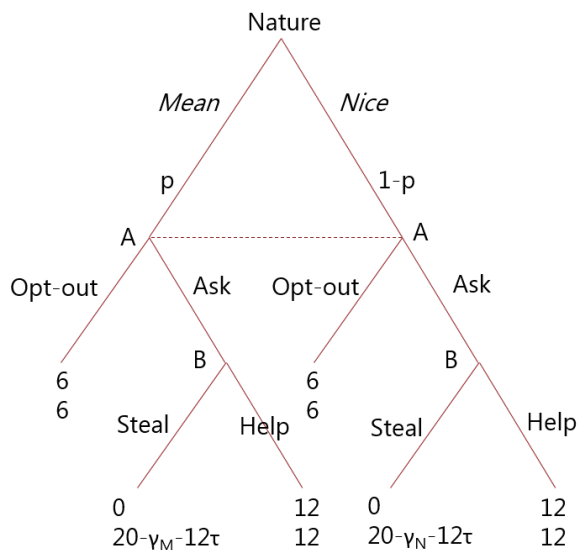 Nature
Mean
Nice
p
1-p
A
A
Opt-out
Ask
Opt-out
Ask
B
B
6
6
6
6
Steal
Help
Steal
Help
0
12
0
12
20-γM-12τ
12
20-γN-12τ
12